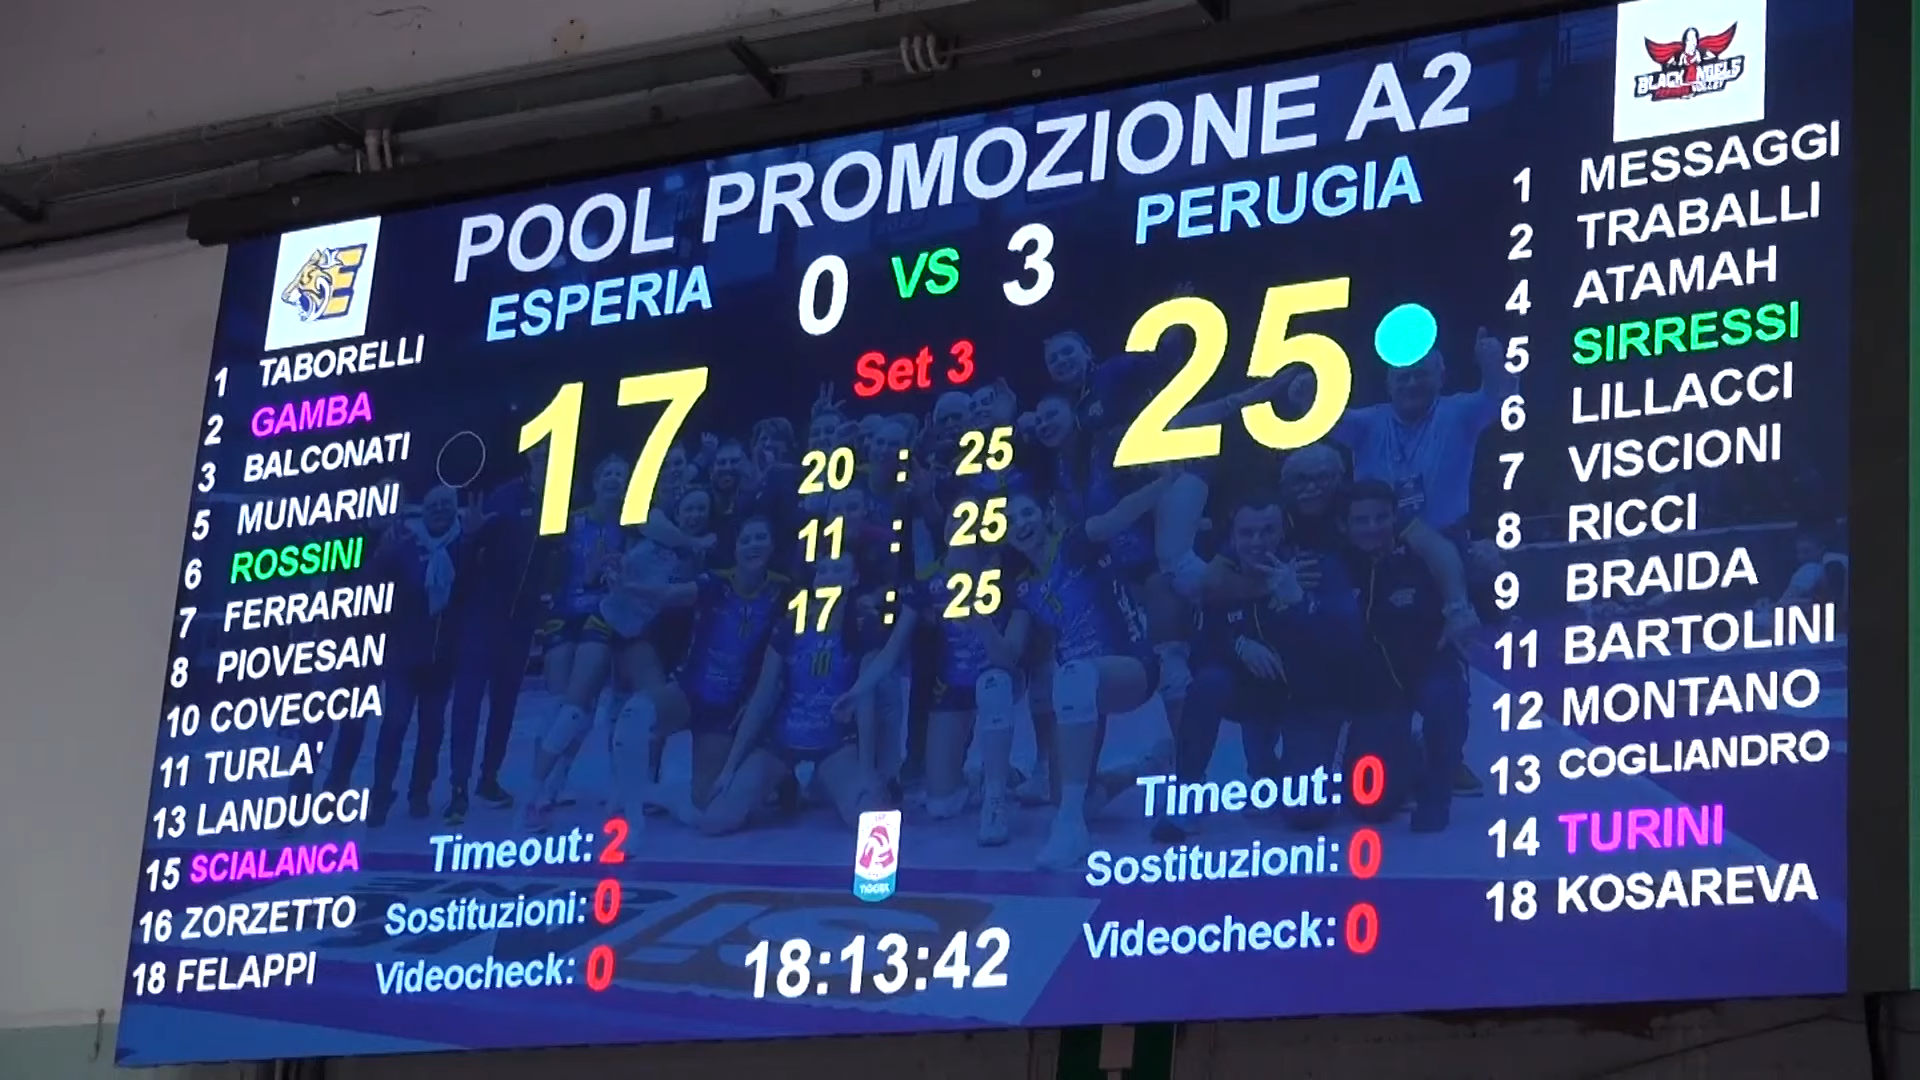 BLACK ANGELS
POOL PROMOZIONE A2
ESPERIA 0 VS 3 PERUGIA
17 Set 3 25
20 : 25
11 : 25
17 : 25
1 TABORELLI
2 GAMBA
3 BALCONATI
5 MUNARINI
6 ROSSINI
7 FERRARINI
8 PIOVESAN
10 COVECCIA
11 TURLA'
13 LANDUCCI
15 SCIALANCA
16 ZORZETTO
18 FELAPPI
Timeout: 2
Sostituzioni: 0
Videocheck: 0
18:13:42
Timeout: 0
Sostituzioni: 0
Videocheck: 0
1 MESSAGGI
2 TRABALLI
4 ATAMAH
5 SIRRESSI
6 LILLACCI
7 VISCIONI
8 RICCI
9 BRAIDA
11 BARTOLINI
12 MONTANO
13 COGLIANDRO
14 TURINI
18 KOSAREVA